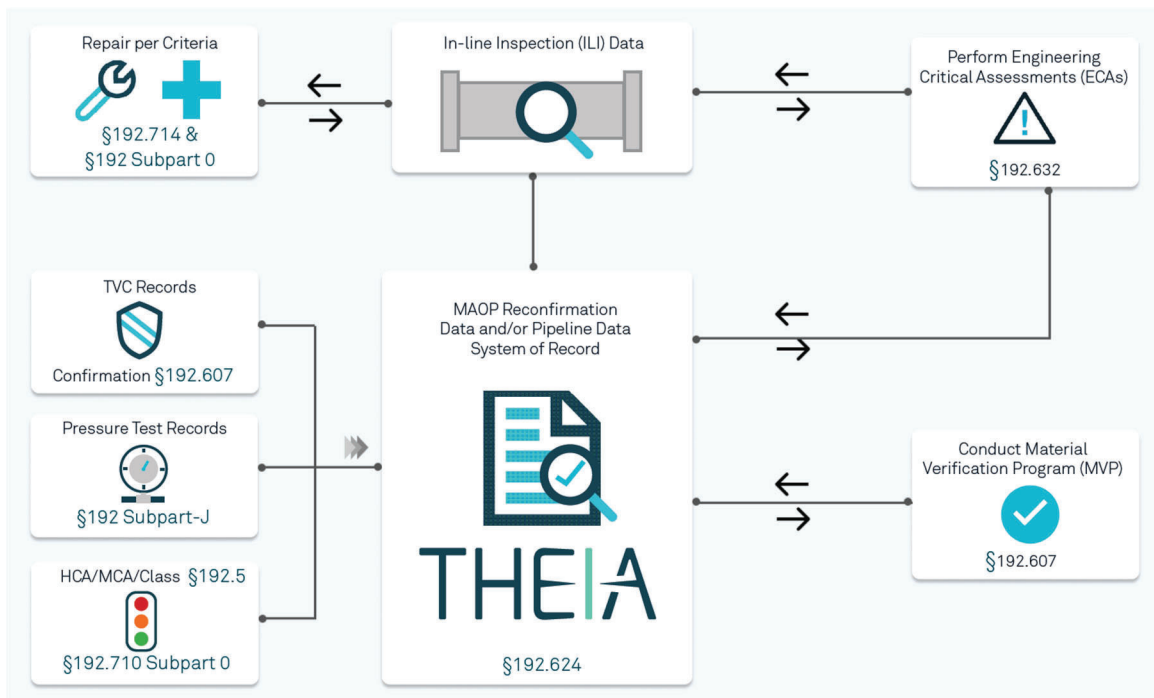 Repair per Criteria
§192.714 &
§192 Subpart 0
In-line Inspection (ILI) Data
Perform Engineering
Critical Assessments (ECAs)
!
§192.632
TVC Records
Confirmation §192.607
Pressure Test Records
§192 Subpart-J
HCA/MCA/Class §192.5
§192.710 Subpart 0
MAOP Reconfirmation
Data and/or Pipeline Data
System of Record
THEIA
§192.624
Conduct Material
Verification Program (MVP)
§192.607